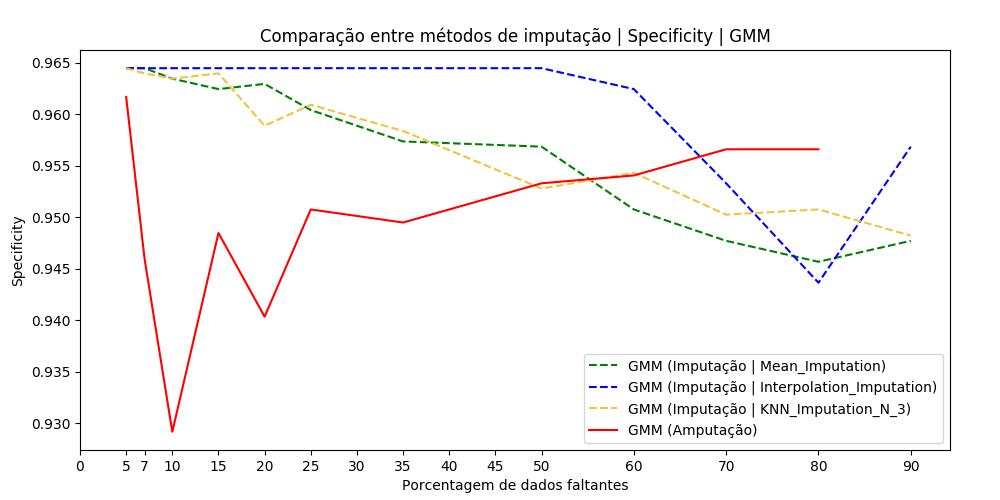 Comparação entre métodos de imputação | Specificity | GMM
0.965
0.960
0.955
0.950
0.945
0.940
0.935
0.930
Specificity
GMM (Imputação | Mean_Imputation)
GMM (Imputação | Interpolation_Imputation)
GMM (Imputação | KNN_Imputation_N_3)
GMM (Amputação)
0 5 7 10 15 20 25 30 35 40 45 50 60 70 80 90
Porcentagem de dados faltantes